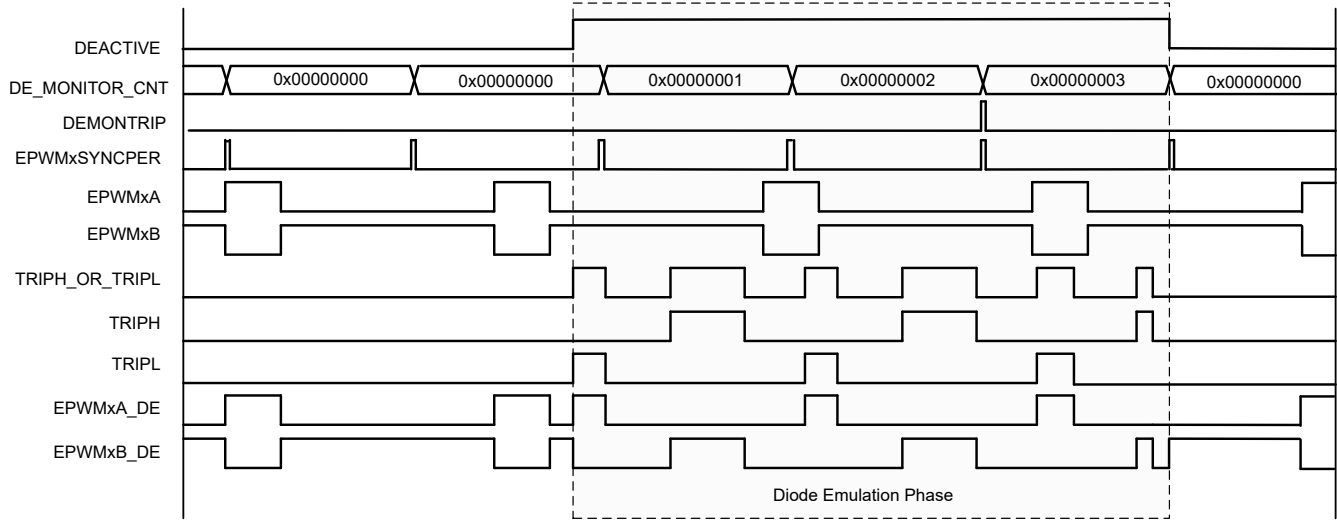 DEACTIVE
DE_MONITOR_CNT 0x00000000 0x00000000 0x00000001 0x00000002 0x00000003 0x00000000
DEMONTRIP
EPWMxSYNCPER
EPWMxA
EPWMxB
TRIPH_OR_TRIPL
TRIPH
TRIPL
EPWMxA_DE
EPWMxB_DE
Diode Emulation Phase